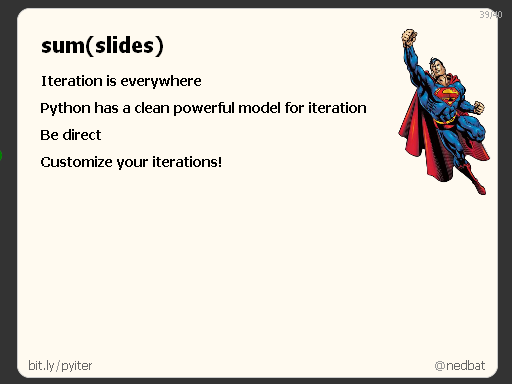 39/40
sum(slides)
Iteration is everywhere
Python has a clean powerful model for iteration
Be direct
Customize your iterations!
bit.ly/pyiter
@nedbat